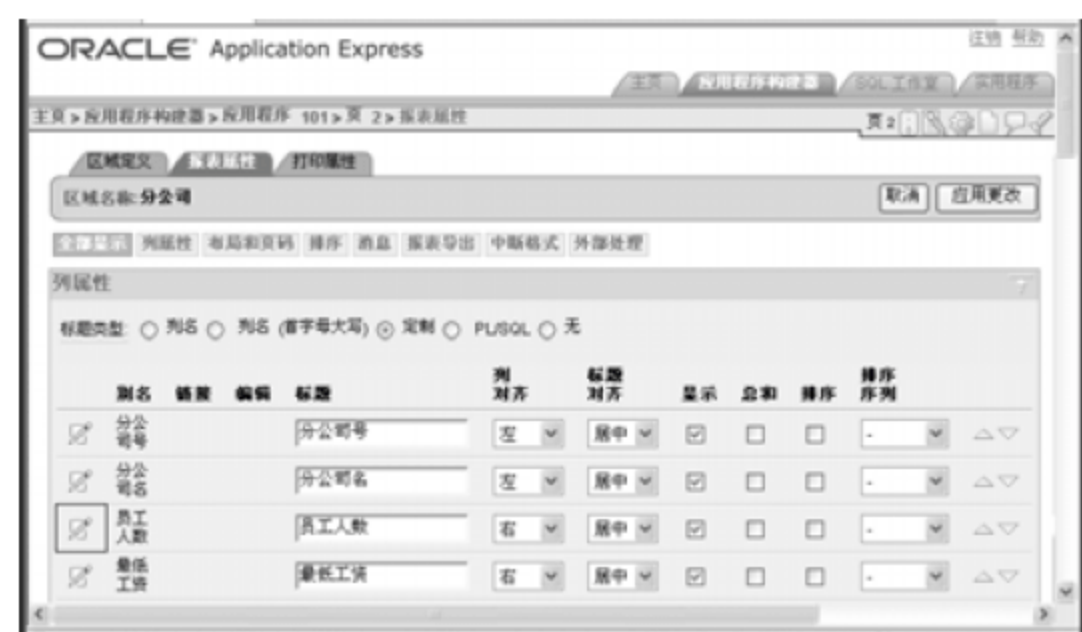 ORACLE Application Express
注销 帮助
主页 应用程序构建器 SQL 工作室 实用程序
主页 > 应用程序构建器 > 应用程序 101 > 页 2 > 报表属性
页 2
区域定义 报表属性 打印属性
区域名称: 分公司
取消 应用更改
全部显示 列属性 布局和页码 排序 消息 报表导出 中断格式 外部处理
列属性
标题类型: 列名 列名 (首字母大写) 定制 PL/SQL 无
别名 链接 编辑 标题 列对齐 标题对齐 显示 总和 排序 排序序列
分公司号 分公司号 左 居中 -
分公司名 分公司名 左 居中 -
员工人数 员工人数 右 居中 -
最低工资 最低工资 右 居中 -